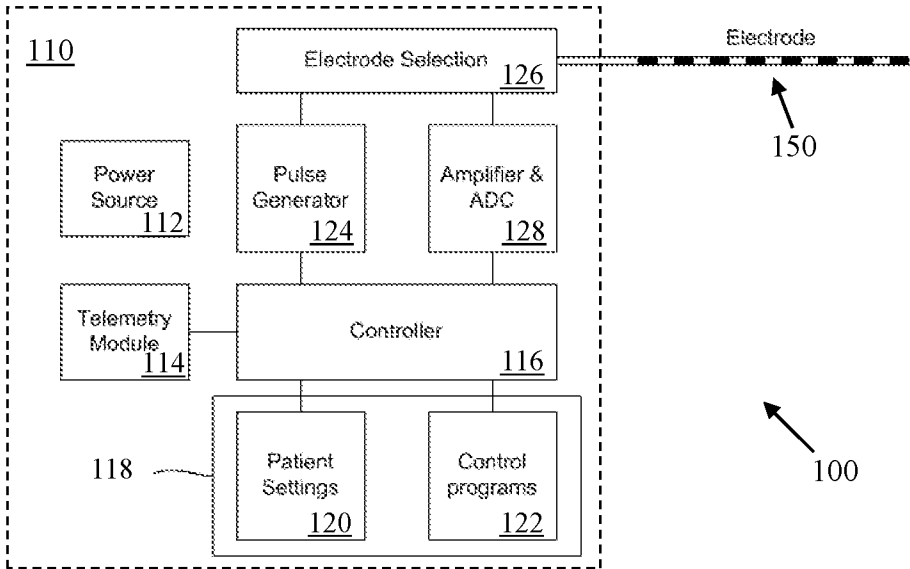 110
Electrode Selection
126
Electrode
150
Power
Source
112
Pulse
Generator
124
Amplifier &
ADC
128
Telemetry
Module
114
Controller
116
118
Patient
Settings
120
Control
programs
122
100